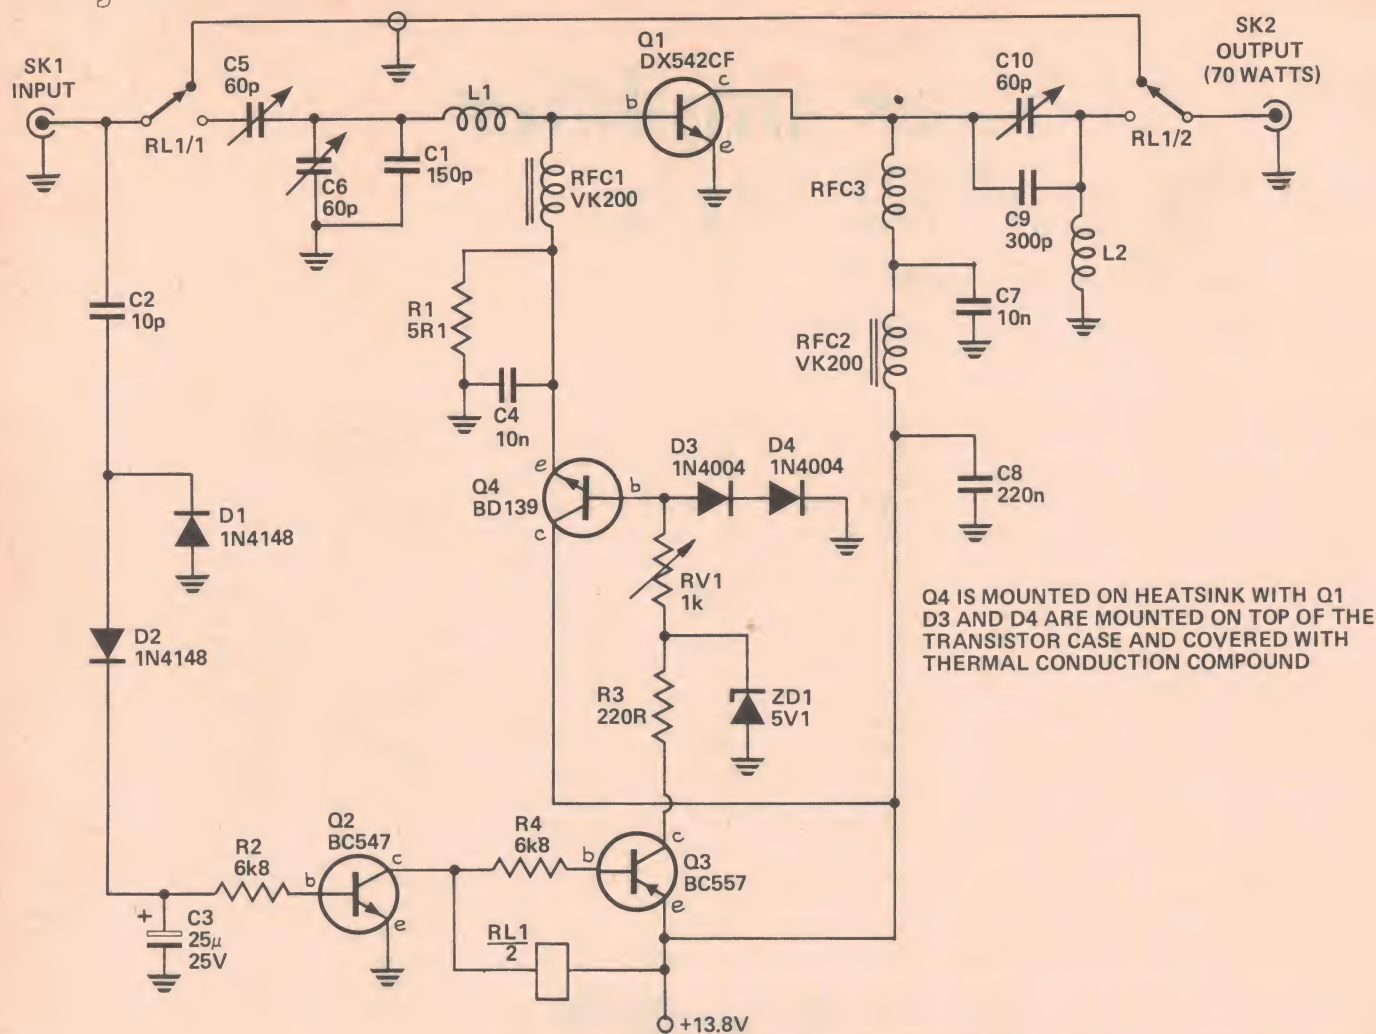 SK1
INPUT
RL1/1
C5
60p
C6
60p
C1
150p
L1
RFC1
VK200
Q1
DX542CF
b
c
e
RFC3
C10
60p
C9
300p
L2
RL1/2
SK2
OUTPUT
(70 WATTS)
C2
10p
R1
5R1
C4
10n
RFC2
VK200
C7
10n
C8
220n
D1
1N4148
D2
1N4148
Q4
BD139
e
b
c
D3
1N4004
D4
1N4004
RV1
1k
R3
220R
ZD1
5V1
Q4 IS MOUNTED ON HEATSINK WITH Q1
D3 AND D4 ARE MOUNTED ON TOP OF THE
TRANSISTOR CASE AND COVERED WITH
THERMAL CONDUCTION COMPOUND
C3
25μ
25V
+
R2
6k8
Q2
BC547
b
c
e
R4
6k8
Q3
BC557
b
c
e
RL1
2
+13.8V